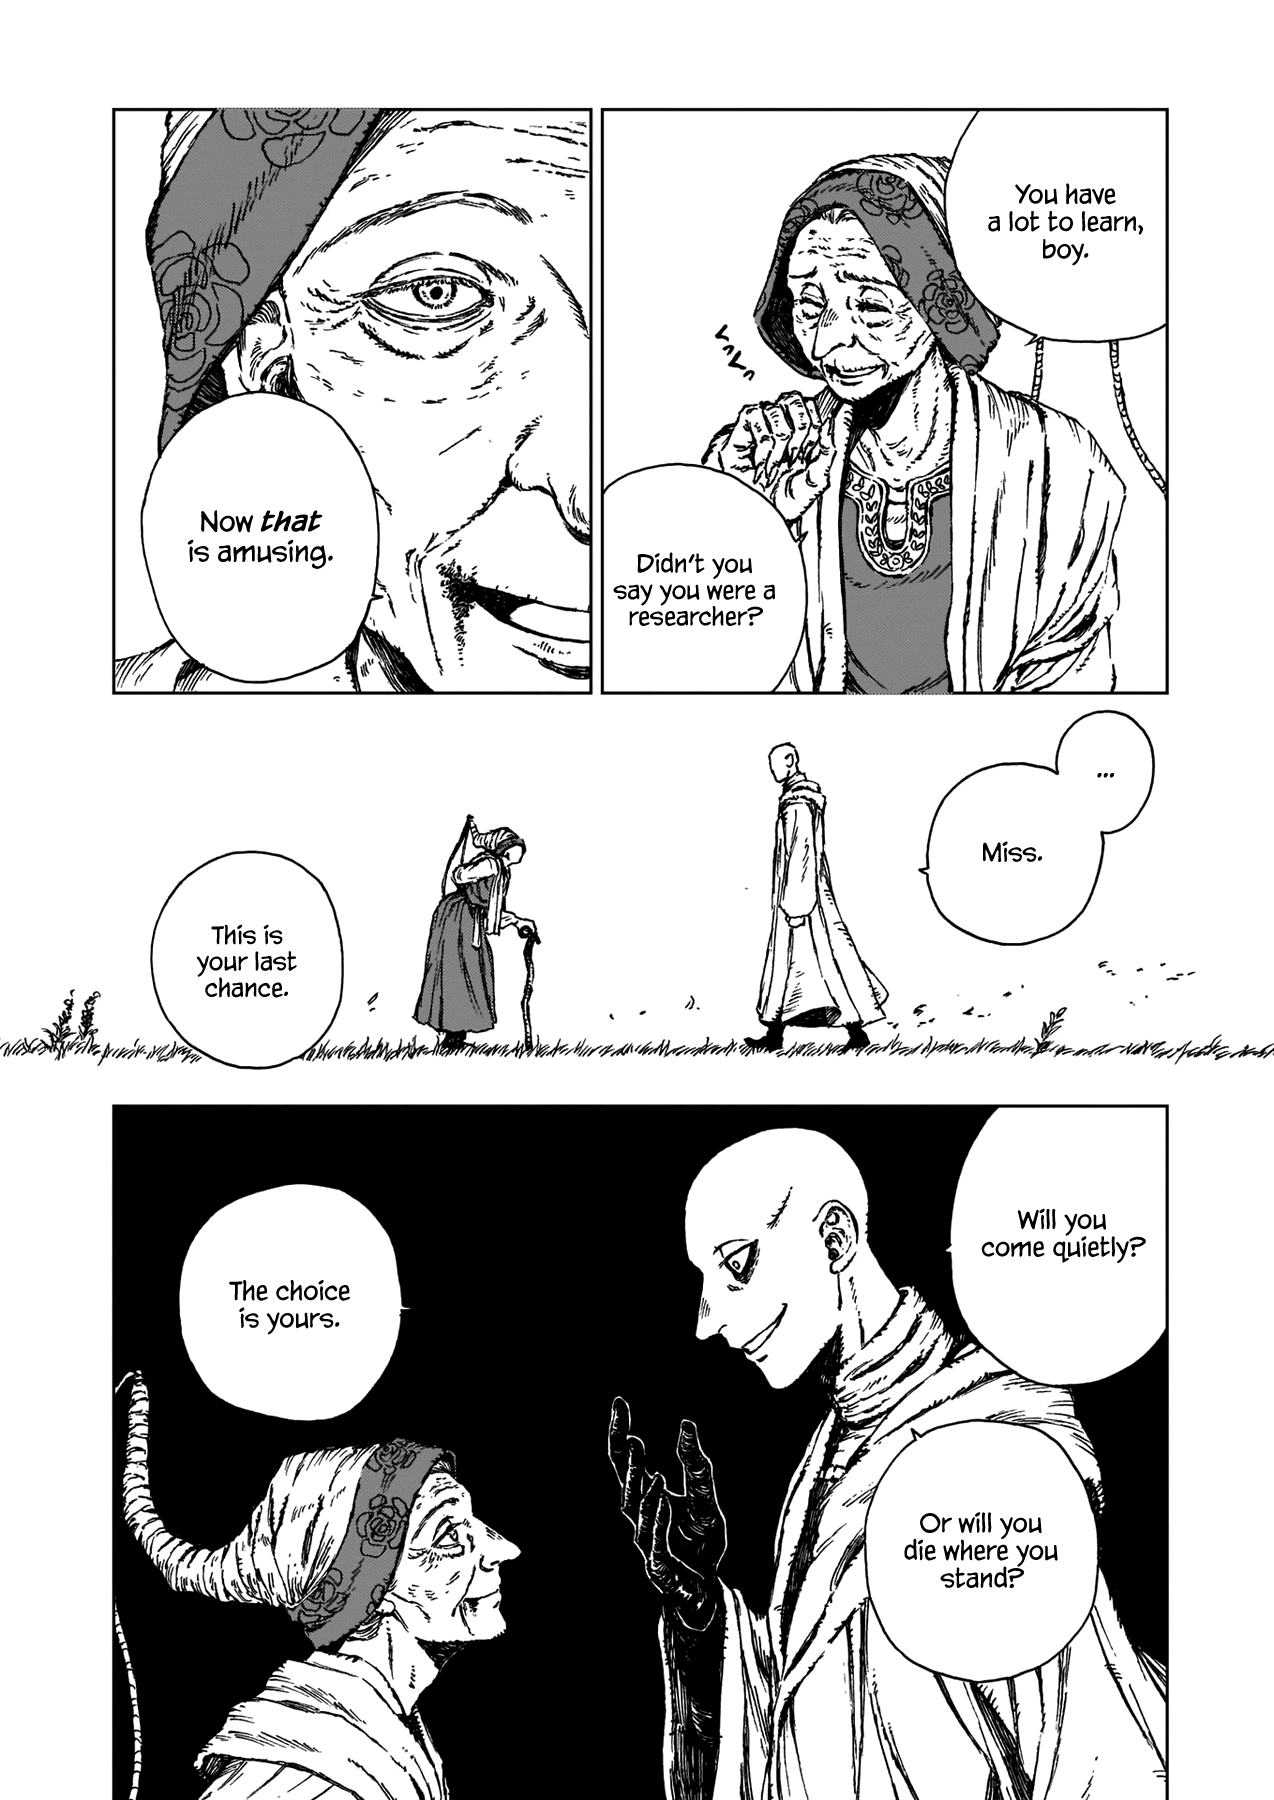 You have
a lot to learn,
boy.
Didn't you
say you were a
researcher?
Now that
is amusing.
...
Miss.
This is
your last
chance.
Will you
come quietly?
Or will you
die where you
stand?
The choice
is yours.